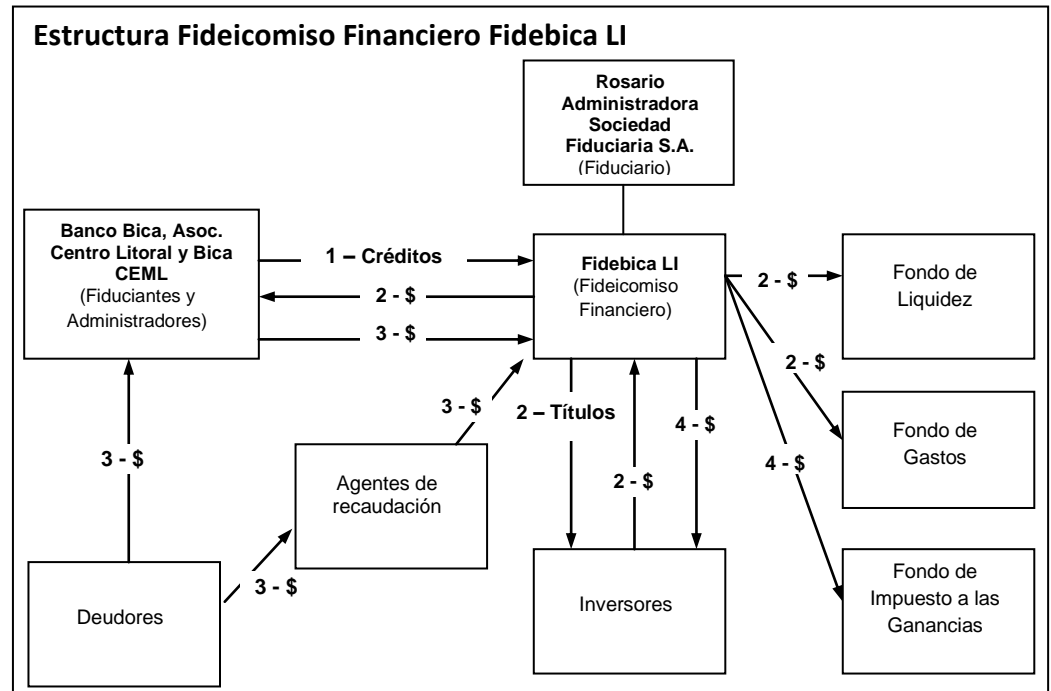 Estructura Fideicomiso Financiero Fidebica LI
Rosario
Administradora
Sociedad
Fiduciaria S.A.
(Fiduciario)
Banco Bica, Asoc.
Centro Litoral y Bica
CEML
(Fiduciantes y
Administradores)
1 – Créditos
2 - $
3 - $
Fidebica LI
(Fideicomiso
Financiero)
2 - $
Fondo de
Liquidez
2 - $
Fondo de
Gastos
4 - $
Fondo de
Impuesto a las
Ganancias
3 - $
2 – Títulos
4 - $
2 - $
3 - $
Agentes de
recaudación
3 - $
Deudores
Inversores